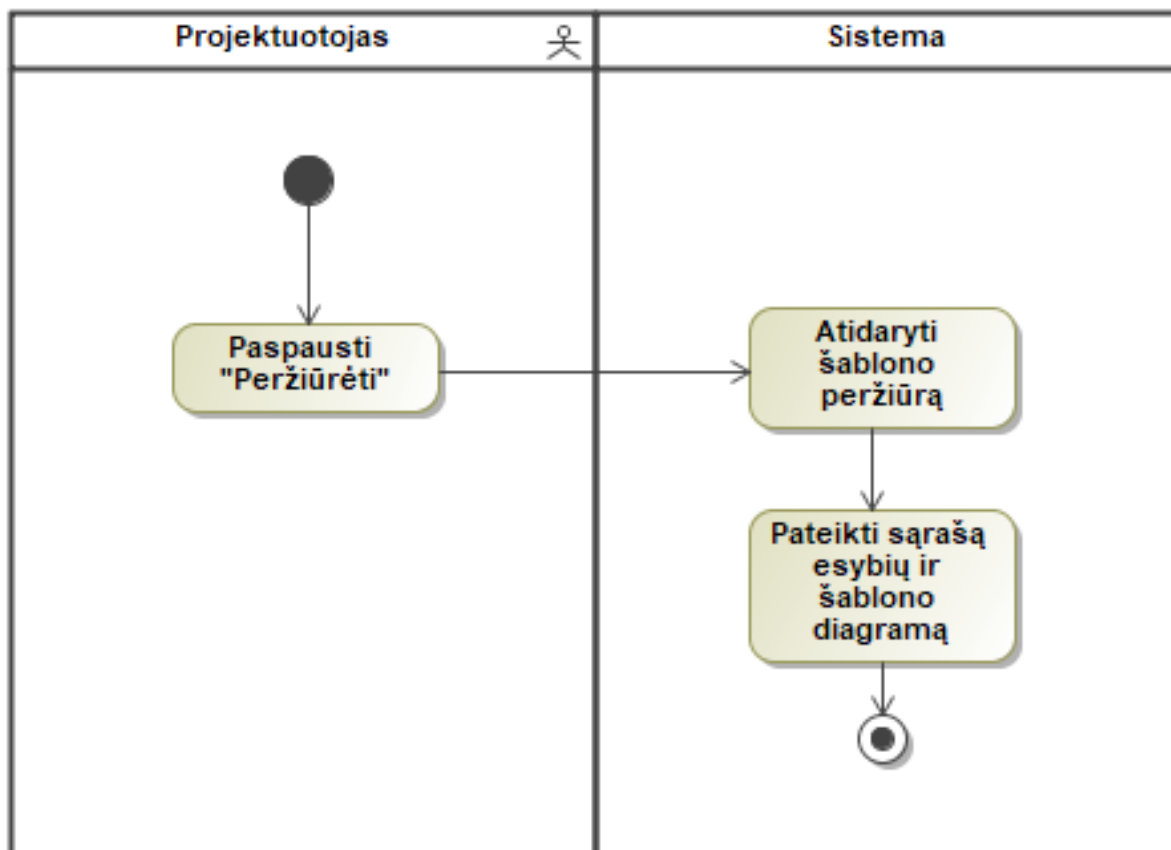 Projektuotojas
Sistema
Paspausti
"Peržiūrėti"
Atidaryti
šablono
peržiūrą
Pateikti sąrašą
esybių ir
šablono
diagramą